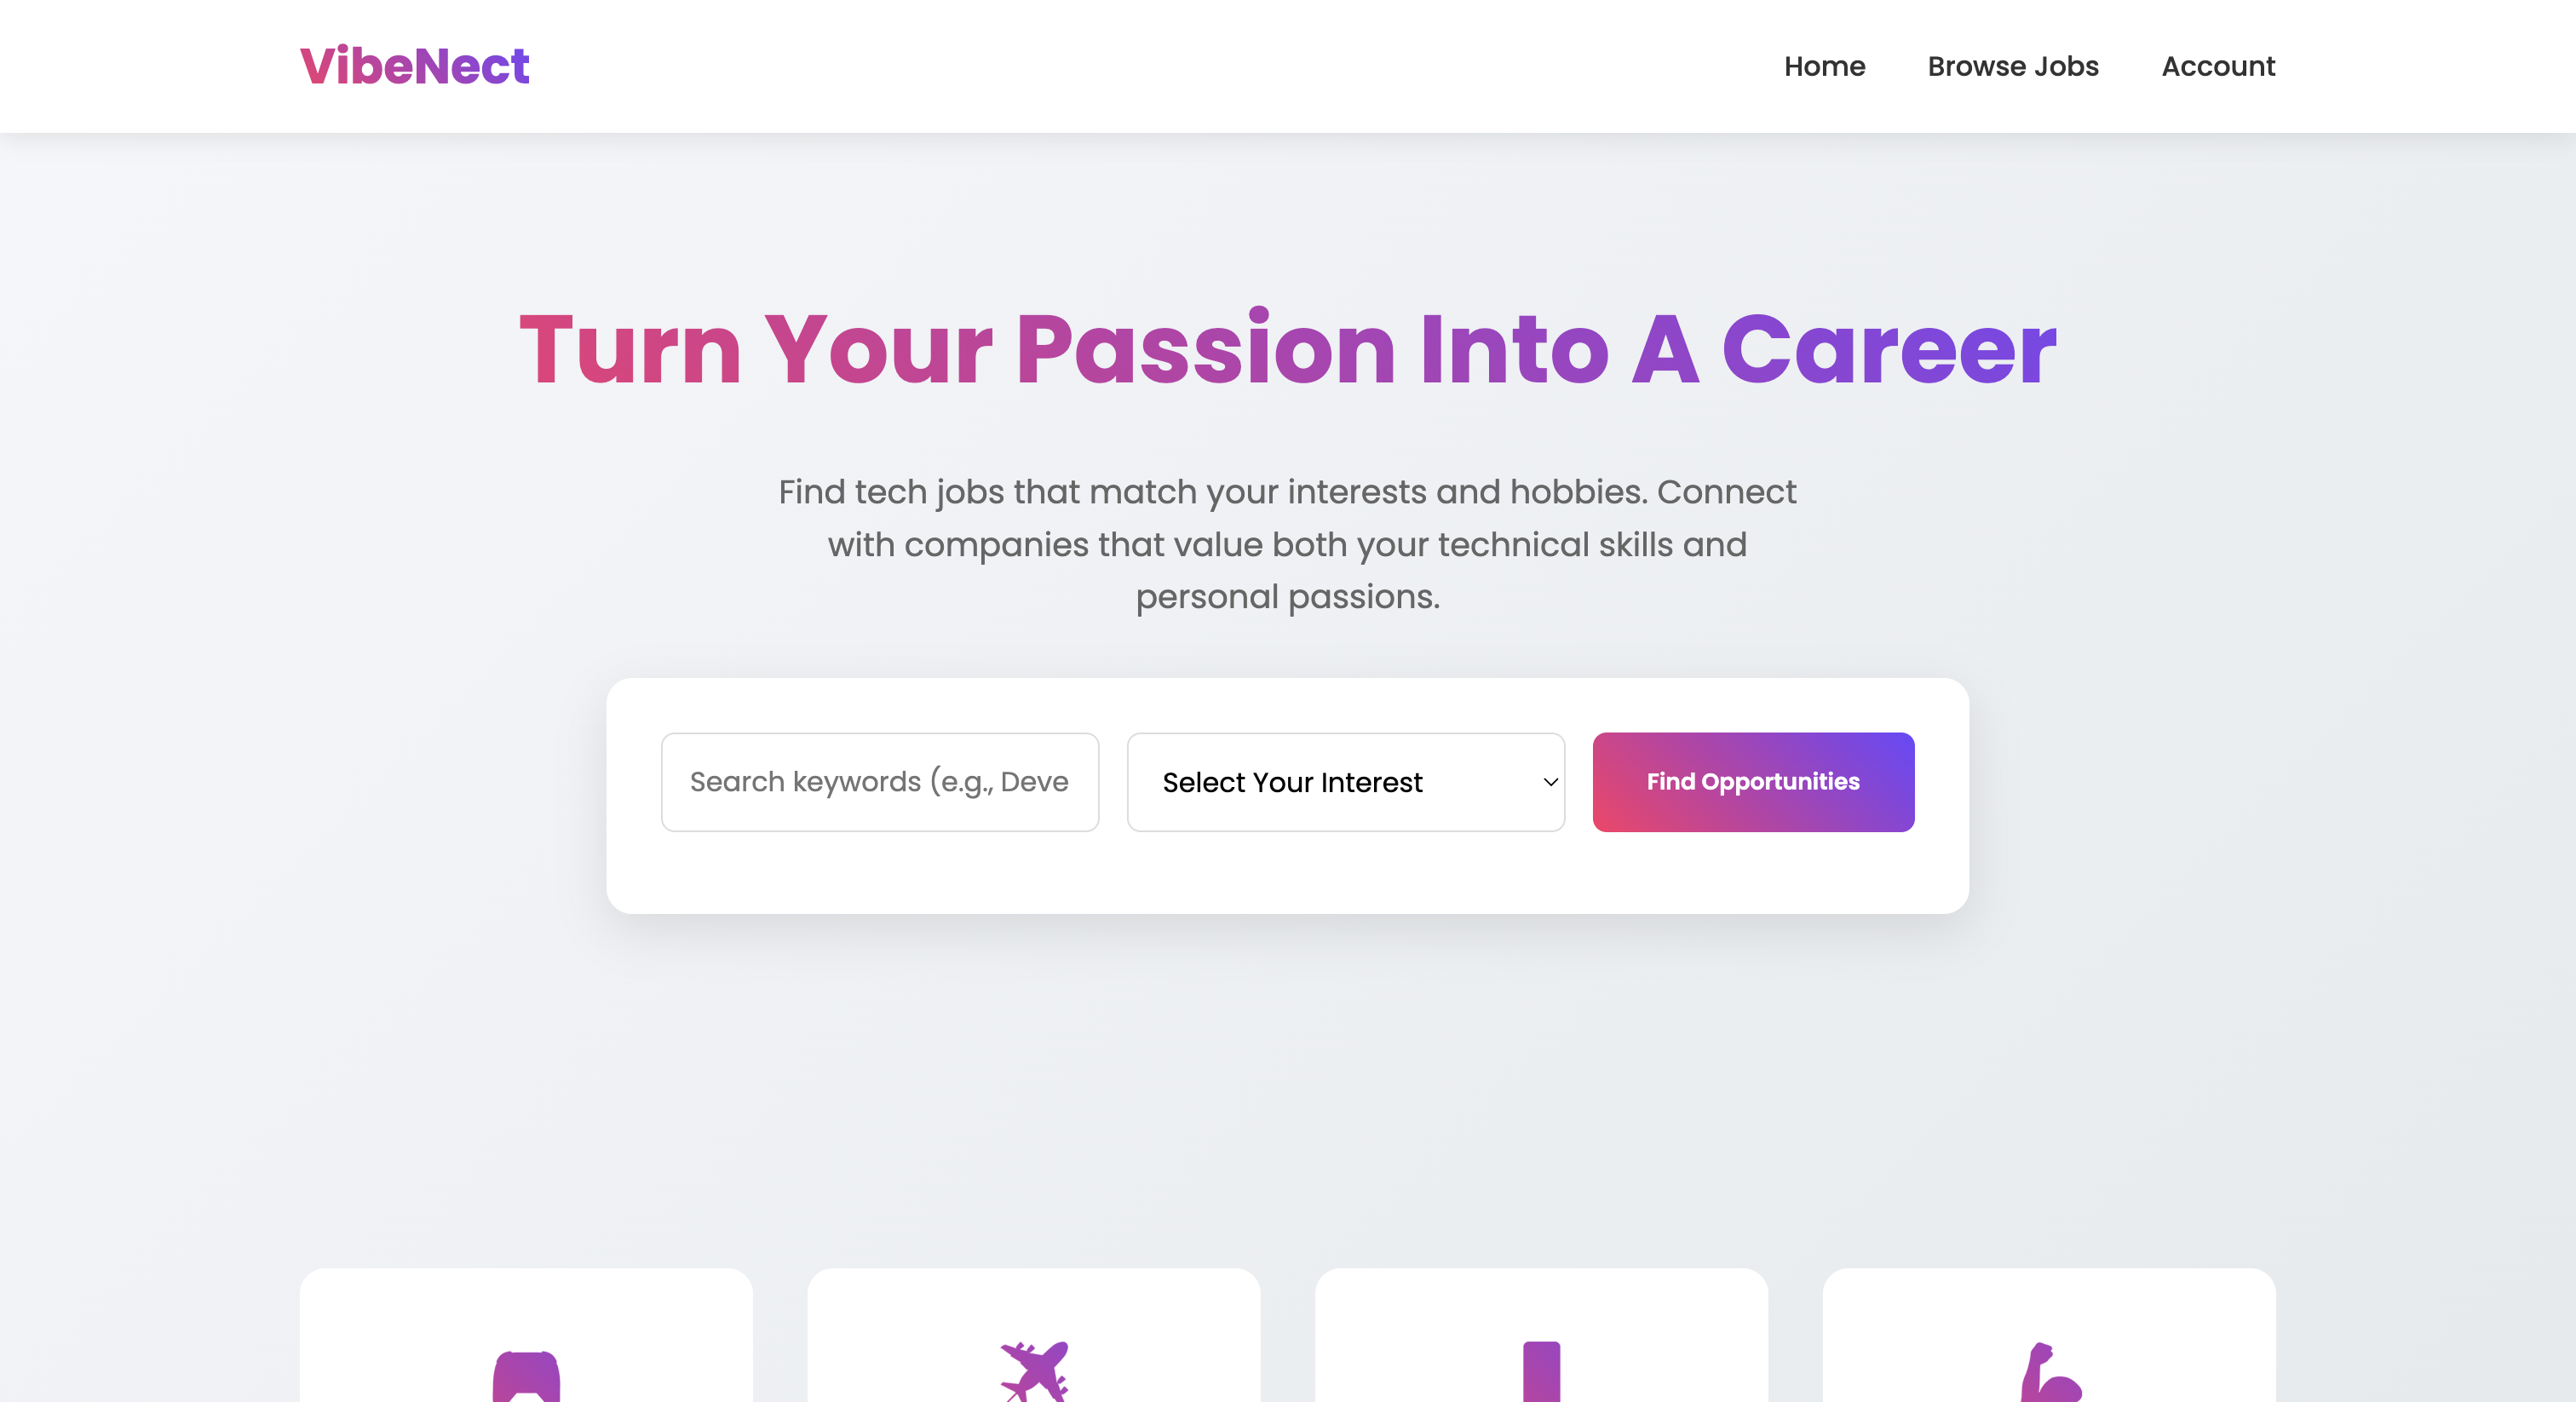 VibeNect
Home
Browse Jobs
Account
Turn Your Passion Into A Career
Find tech jobs that match your interests and hobbies. Connect
with companies that value both your technical skills and
personal passions.
Search keywords (e.g., Deve
Select Your Interest
Find Opportunities